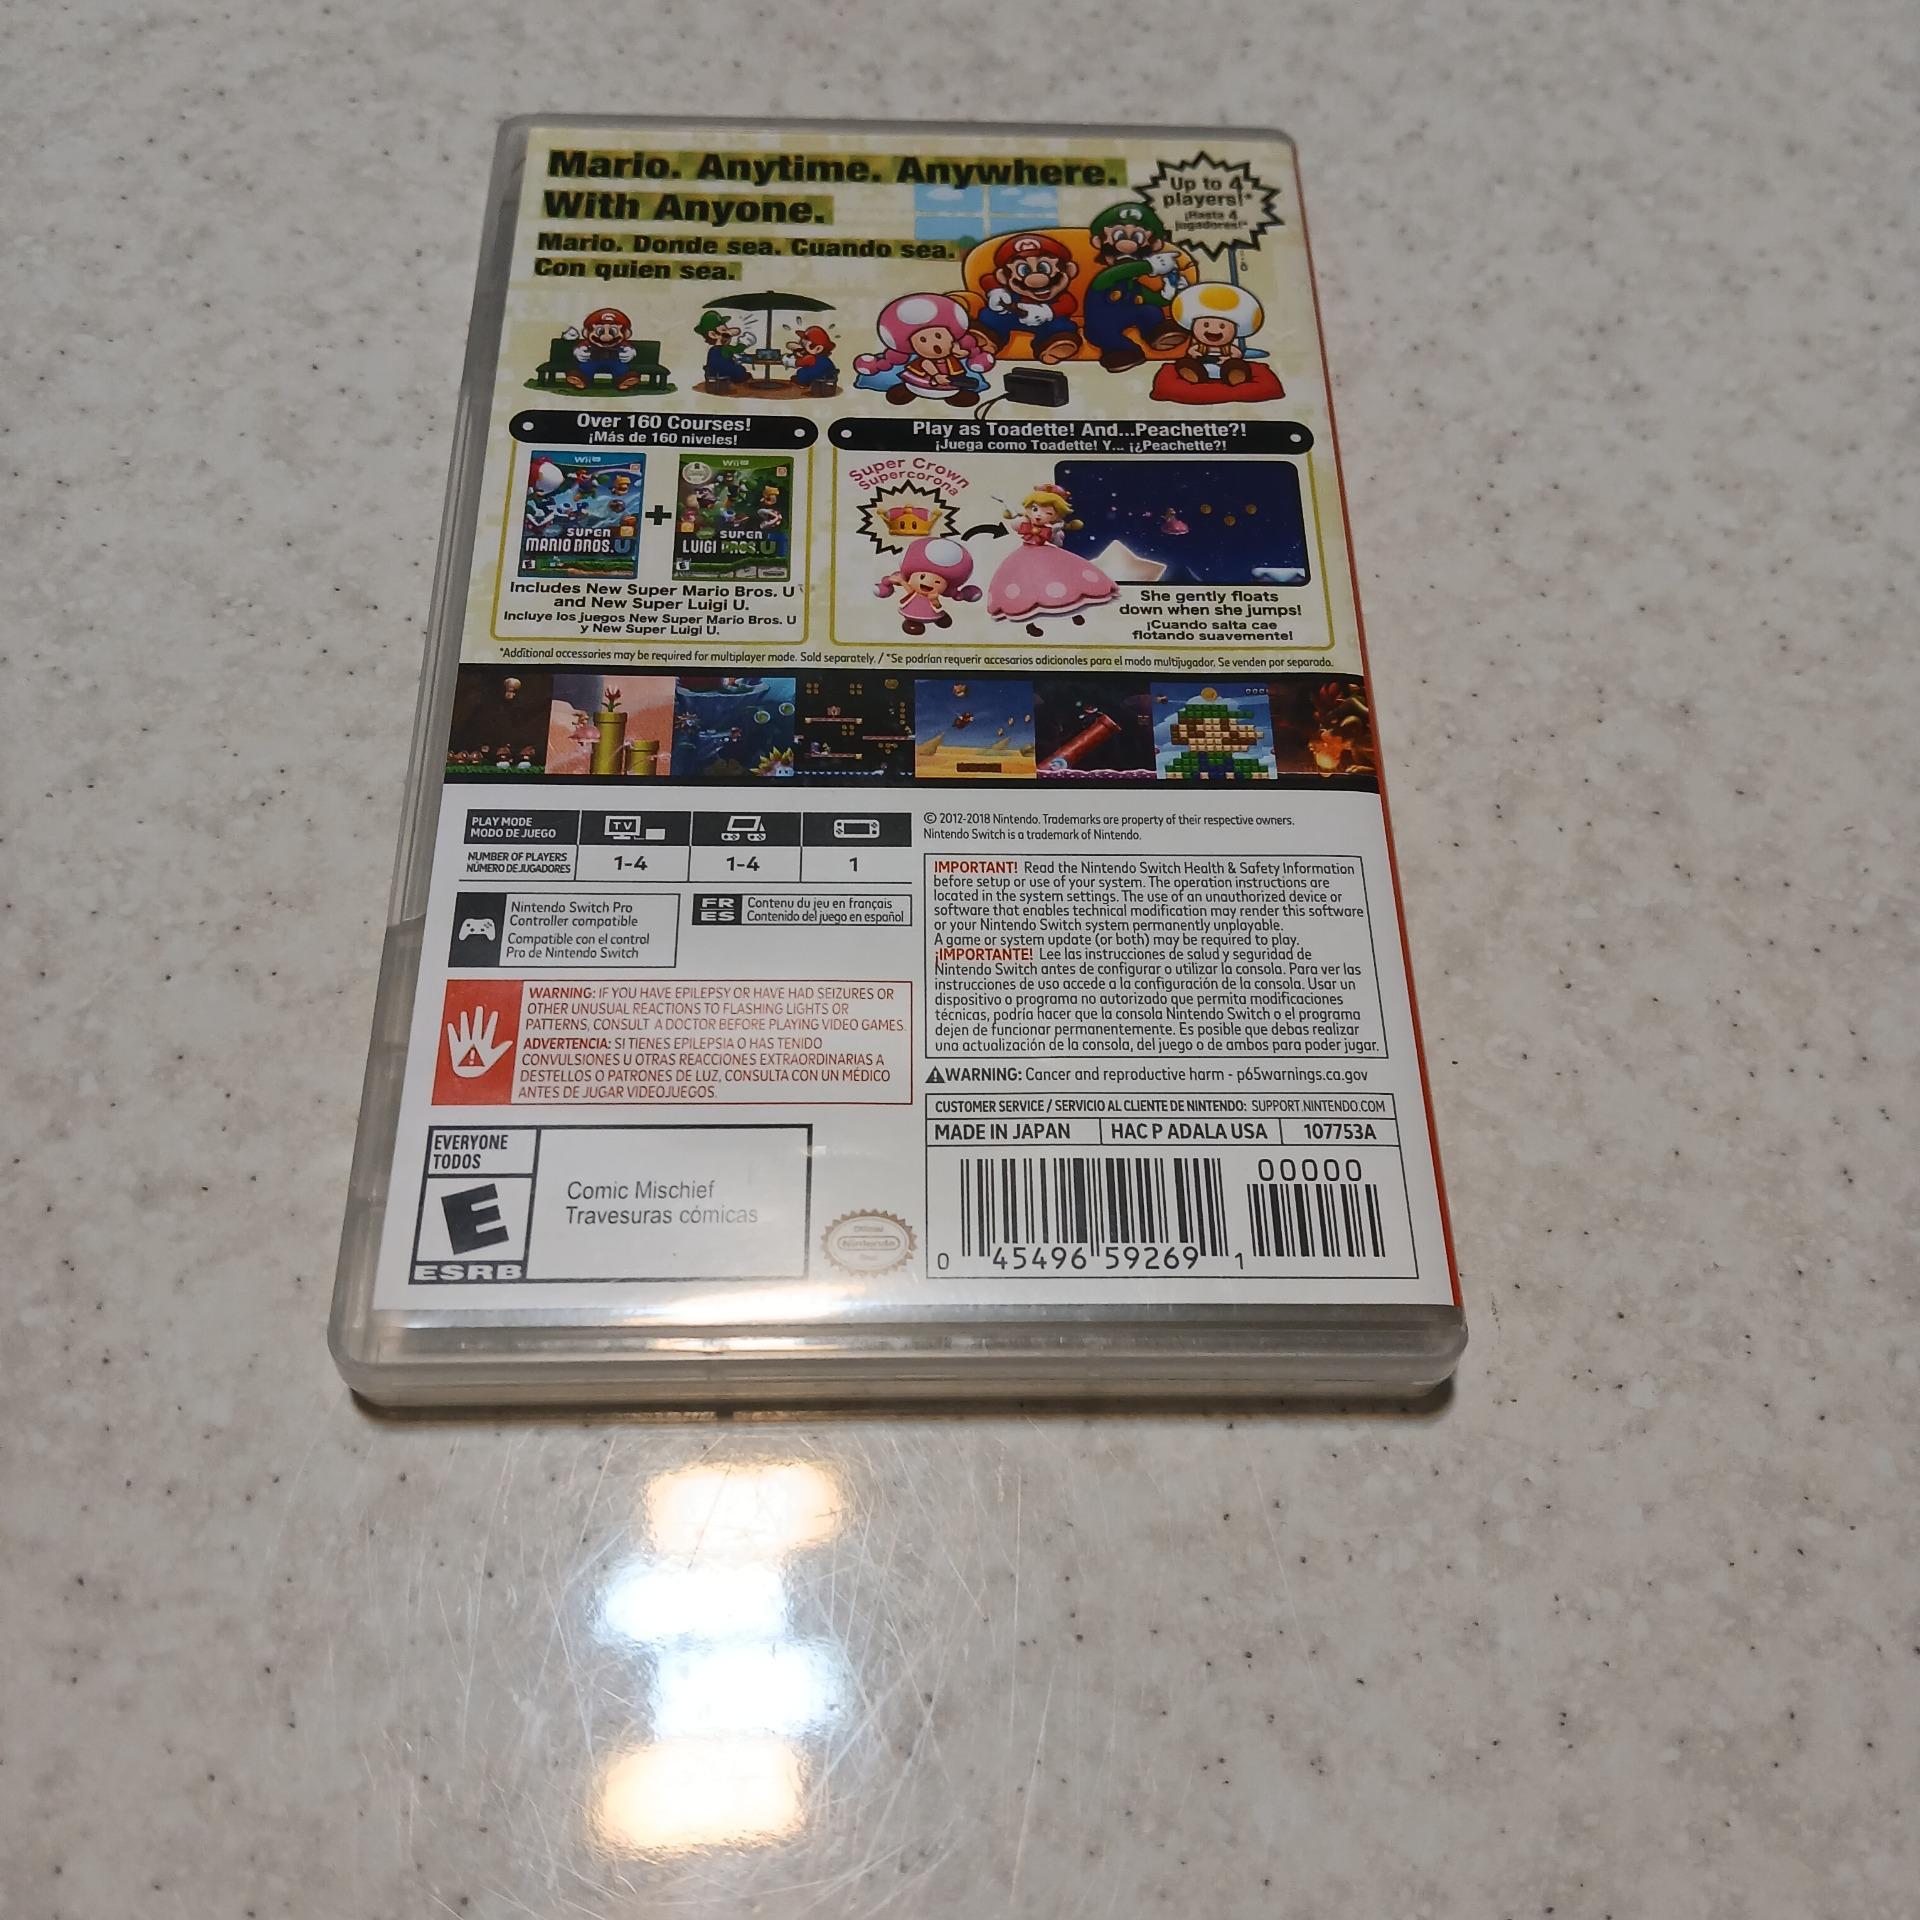 Mario. Anytime. Anywhere.
With Anyone.
Mario. Donde sea. Cuando sea.
Con quien sea.
Up to 4
players!*
¡Hasta 4
jugadores!*
Over 160 Courses!
¡Más de 160 niveles!
Wii U
SUPER
MARIO BROS. U
+
Wii U
SUPER
LUIGI BROS. U
Includes New Super Mario Bros. U
and New Super Luigi U.
Incluye los juegos New Super Mario Bros. U
y New Super Luigi U.
Play as Toadette! And...Peachette?!
¡Juega como Toadette! Y... ¡¿Peachette?!
Super Crown
Supercorona
She gently floats
down when she jumps!
¡Cuando salta cae
flotando suavemente!
*Additional accessories may be required for multiplayer mode. Sold separately. / *Se podrían requerir accesorios adicionales para el modo multijugador. Se venden por separado.
PLAY MODE
MODO DE JUEGO
TV
NUMBER OF PLAYERS
NÚMERO DE JUGADORES
1-4
1-4
1
Nintendo Switch Pro
Controller compatible
Compatible con el control
Pro de Nintendo Switch
FR
ES
Contenu du jeu en français
Contenido del juego en español
WARNING: IF YOU HAVE EPILEPSY OR HAVE HAD SEIZURES OR
OTHER UNUSUAL REACTIONS TO FLASHING LIGHTS OR
PATTERNS, CONSULT A DOCTOR BEFORE PLAYING VIDEO GAMES.
ADVERTENCIA: SI TIENES EPILEPSIA O HAS TENIDO
CONVULSIONES U OTRAS REACCIONES EXTRAORDINARIAS A
DESTELLOS O PATRONES DE LUZ, CONSULTA CON UN MÉDICO
ANTES DE JUGAR VIDEOJUEGOS.
EVERYONE
TODOS
E
ESRB
Comic Mischief
Travesuras cómicas
Nintendo
© 2012-2018 Nintendo. Trademarks are property of their respective owners.
Nintendo Switch is a trademark of Nintendo.
IMPORTANT! Read the Nintendo Switch Health & Safety Information
before setup or use of your system. The operation instructions are
located in the system settings. The use of an unauthorized device or
software that enables technical modification may render this software
or your Nintendo Switch system permanently unplayable.
A game or system update (or both) may be required to play.
¡IMPORTANTE! Lee las instrucciones de salud y seguridad de
Nintendo Switch antes de configurar o utilizar la consola. Para ver las
instrucciones de uso accede a la configuración de la consola. Usar un
dispositivo o programa no autorizado que permita modificaciones
técnicas, podría hacer que la consola Nintendo Switch o el programa
dejen de funcionar permanentemente. Es posible que debas realizar
una actualización de la consola, del juego o de ambos para poder jugar.
WARNING: Cancer and reproductive harm - p65warnings.ca.gov
CUSTOMER SERVICE / SERVICIO AL CLIENTE DE NINTENDO: SUPPORT.NINTENDO.COM
MADE IN JAPAN
HAC P ADALA USA
107753A
00000
0 45496 59269 1